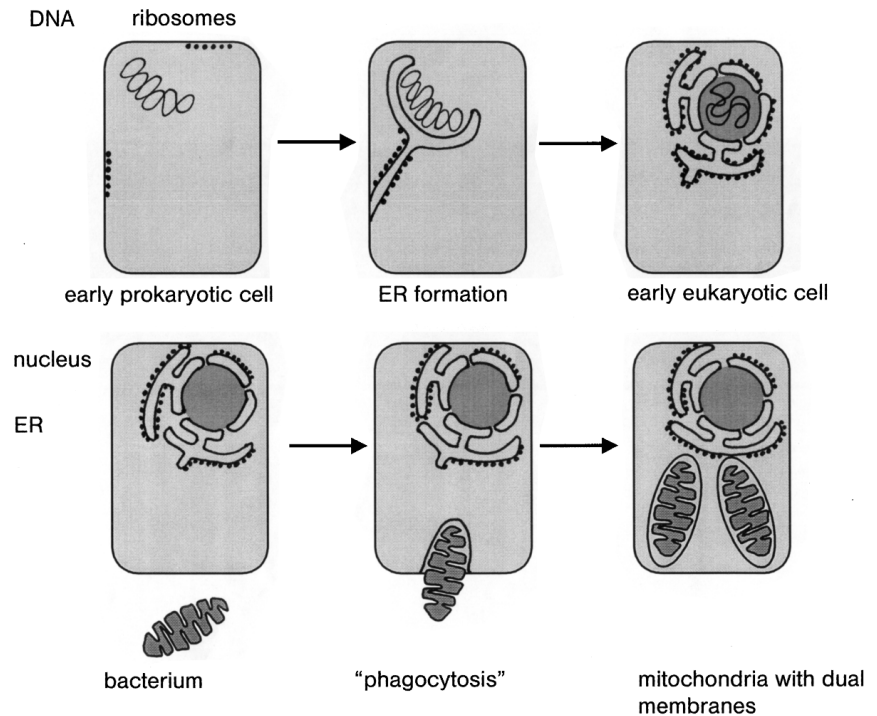 DNA ribosomes
early prokaryotic cell ER formation early eukaryotic cell
nucleus
ER
bacterium "phagocytosis" mitochondria with dual
membranes